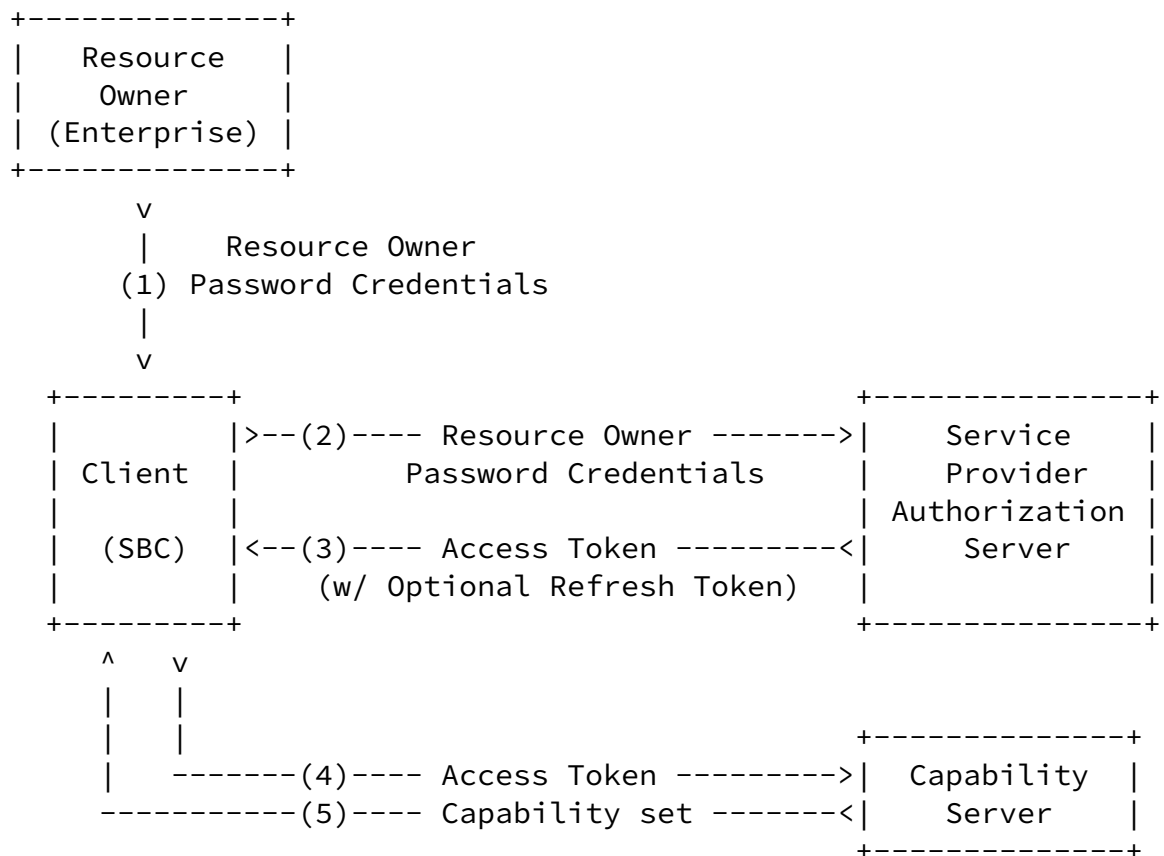 +--------------+
|   Resource   |
|    Owner     |
| (Enterprise) |
+--------------+
       v
       |    Resource Owner
      (1) Password Credentials
       |
       v
  +---------+                                  +---------------+
  |         |>--(2)---- Resource Owner ------->|    Service    |
  | Client  |         Password Credentials     |    Provider   |
  |         |                                  | Authorization |
  |  (SBC)  |<--(3)---- Access Token ---------<|     Server    |
  |         |    (w/ Optional Refresh Token)   |               |
  +---------+                                  +---------------+
     ^   v
     |   |
     |   |                                     +--------------+
     |   -------(4)---- Access Token --------->|  Capability  |
     -----------(5)---- Capability set -------<|    Server    |
                                               +--------------+